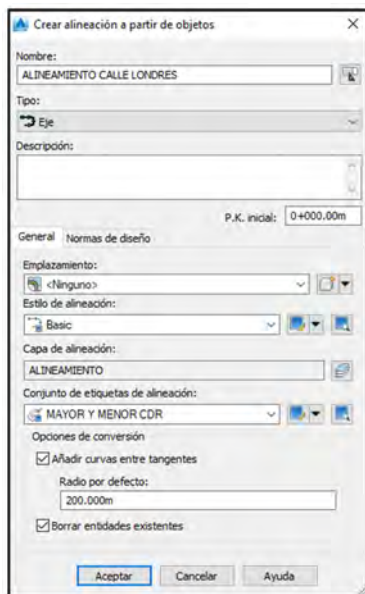 Crear alineación a partir de objetos
Nombre:
ALINEAMIENTO CALLE LONDRES
Tipo:
Eje
Descripción:
P.K. inicial: 0+000.00m
General Normas de diseño
Emplazamiento:
<Ninguno>
Estilo de alineación:
Basic
Capa de alineación:
ALINEAMIENTO
Conjunto de etiquetas de alineación:
MAYOR Y MENOR CDR
Opciones de conversión
Añadir curvas entre tangentes
Radio por defecto:
200.000m
Borrar entidades existentes
Aceptar Cancelar Ayuda